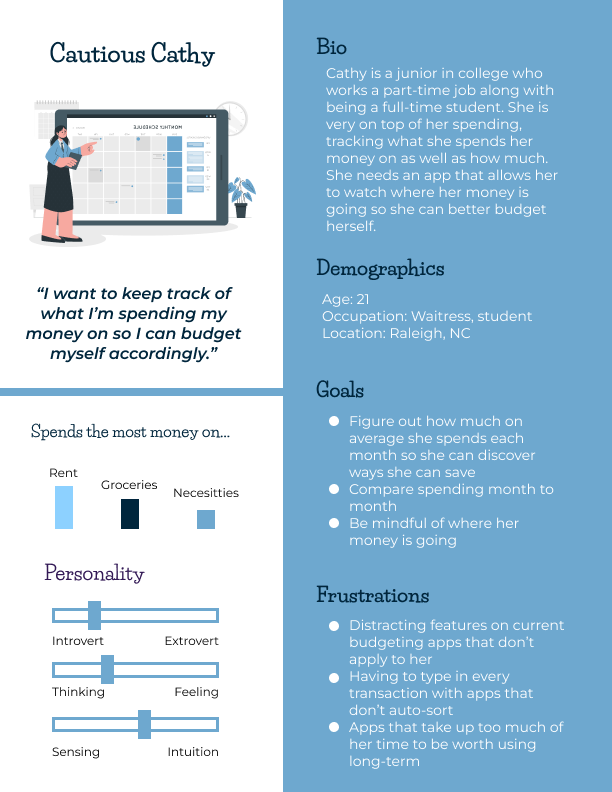 Cautious Cathy
MONTHLY SCHEDULE
“I want to keep track of
what I’m spending my
money on so I can budget
myself accordingly.”
Spends the most money on...
Rent
Groceries
Necesitties
Personality
Introvert Extrovert
Thinking Feeling
Sensing Intuition
Bio
Cathy is a junior in college who
works a part-time job along with
being a full-time student. She is
very on top of her spending,
tracking what she spends her
money on as well as how much.
She needs an app that allows her
to watch where her money is
going so she can better budget
herself.
Demographics
Age: 21
Occupation: Waitress, student
Location: Raleigh, NC
Goals
Figure out how much on
average she spends each
month so she can discover
ways she can save
Compare spending month to
month
Be mindful of where her
money is going
Frustrations
Distracting features on current
budgeting apps that don’t
apply to her
Having to type in every
transaction with apps that
don’t auto-sort
Apps that take up too much of
her time to be worth using
long-term